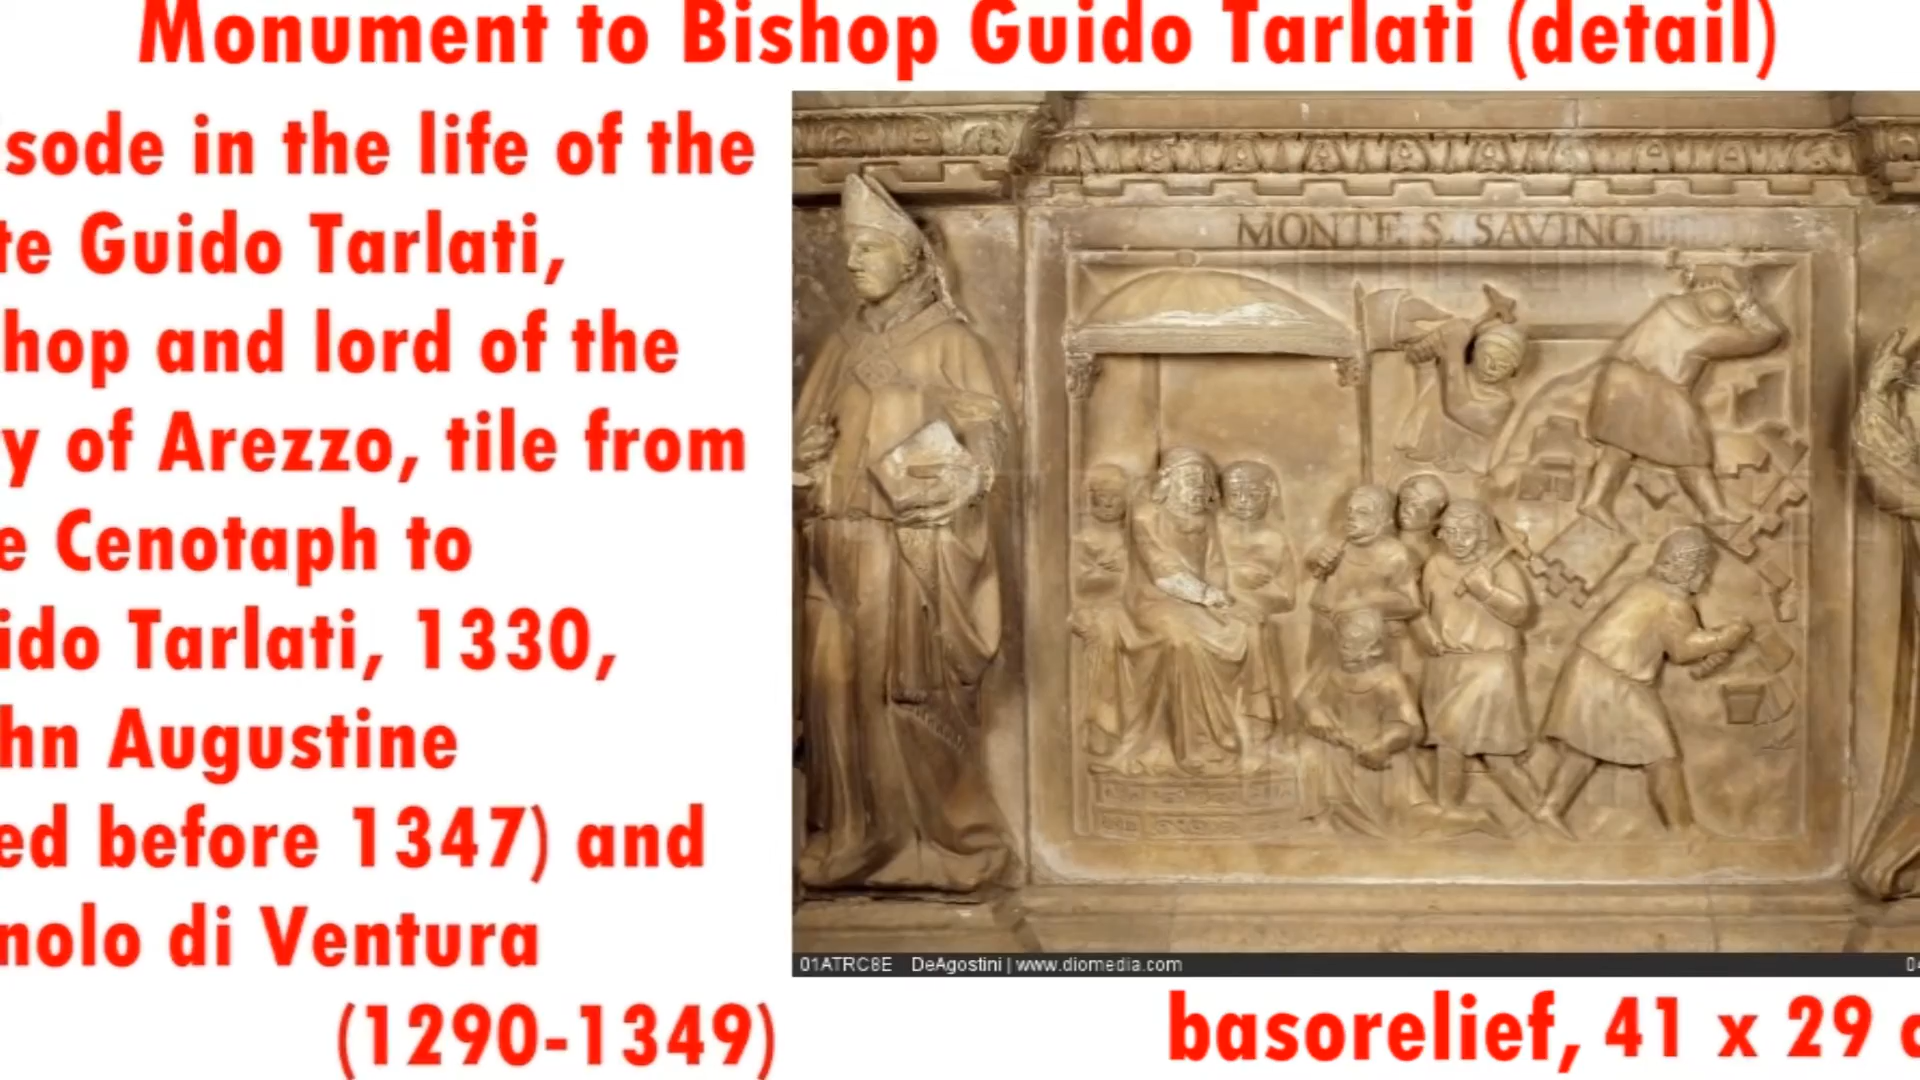 Monument to Bishop Guido Tarlati (detail)
sode in the life of the
te Guido Tarlati,
hop and lord of the
y of Arezzo, tile from
e Cenotaph to
ido Tarlati, 1330,
hn Augustine
ed before 1347) and
nolo di Ventura
(1290-1349)
MONTE S. SAVINO
01ATRC8E DeAgostini | www.diomedia.com
basorelief, 41 x 29